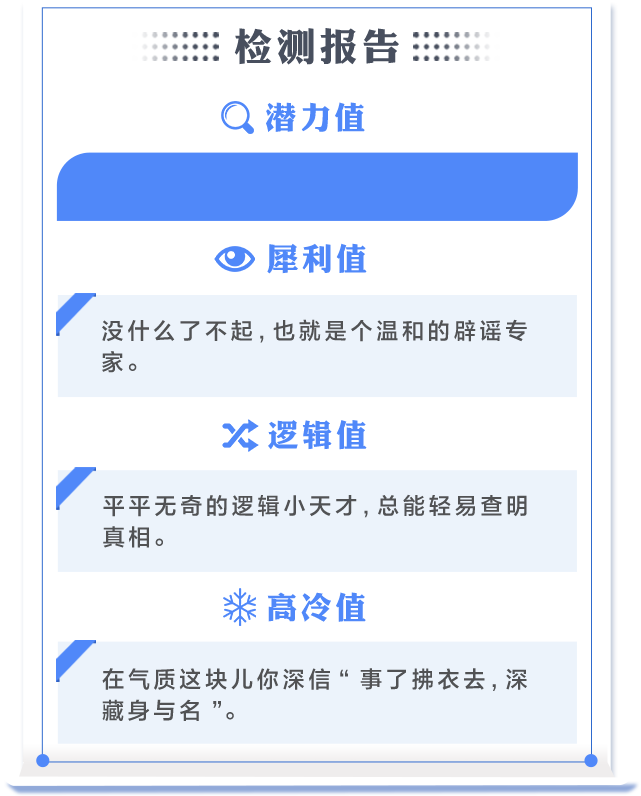 检测报告
潜力值
犀利值
没什么了不起,也就是个温和的辟谣专
家。
逻辑值
平平无奇的逻辑小天才,总能轻易查明
真相。
高冷值
在气质这块儿你深信“ 事了拂衣去,深
藏身与名 ”。